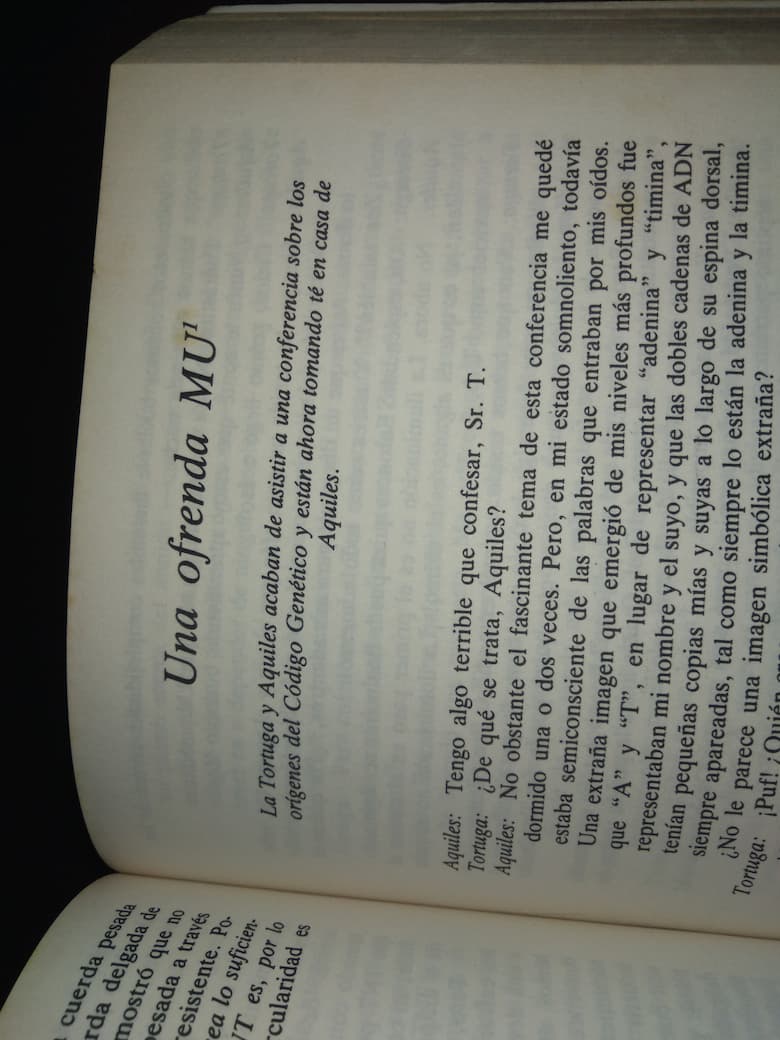 cuerda pesada
rda delgada de
mostró que no
pesada a través
resistente. Po-
ea lo suficien-
NT es, por lo
rcularidad es
Una ofrenda MU¹
La Tortuga y Aquiles acaban de asistir a una conferencia sobre los
orígenes del Código Genético y están ahora tomando té en casa de
Aquiles.
Aquiles: Tengo algo terrible que confesar, Sr. T.
Tortuga: ¿De qué se trata, Aquiles?
Aquiles: No obstante el fascinante tema de esta conferencia me quedé
dormido una o dos veces. Pero, en mi estado somnoliento, todavía
estaba semiconsciente de las palabras que entraban por mis oídos.
Una extraña imagen que emergió de mis niveles más profundos fue
que “A” y “T”, en lugar de representar “adenina” y “timina”,
representaban mi nombre y el suyo, y que las dobles cadenas de ADN
tenían pequeñas copias mías y suyas a lo largo de su espina dorsal,
siempre apareadas, tal como siempre lo están la adenina y la timina.
¿No le parece una imagen simbólica extraña?
Tortuga: ¡Puf! ¿Quién